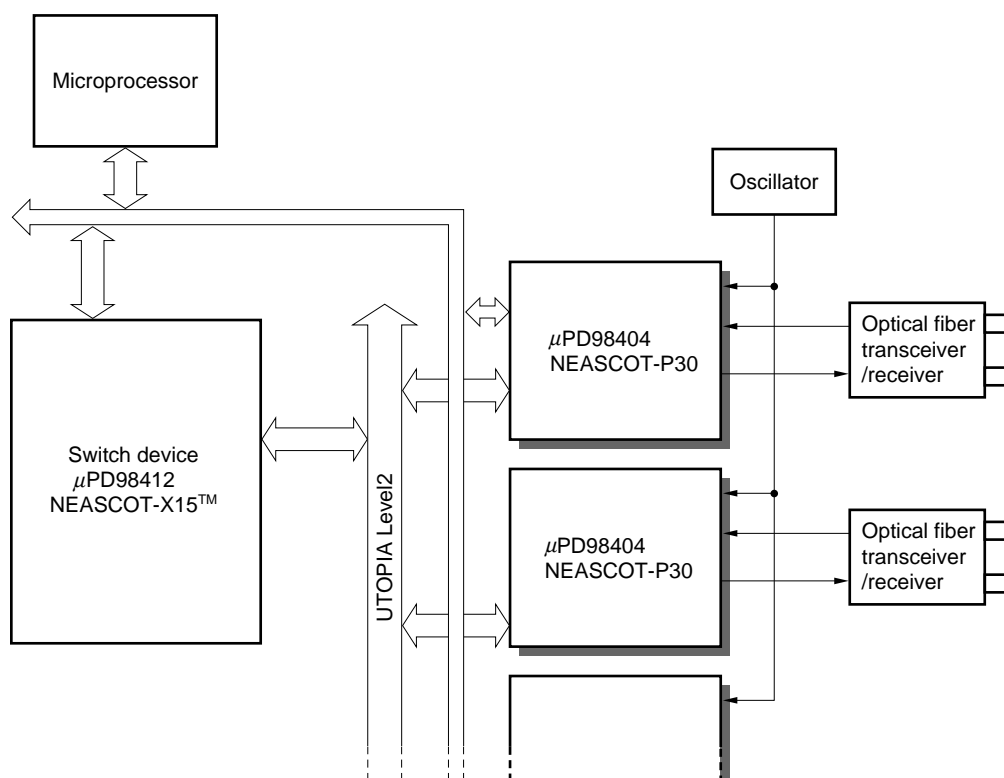 Microprocessor
Oscillator
μPD98404
NEASCOT-P30
Optical fiber
transceiver
/receiver
Switch device
μPD98412
NEASCOT-X15™
UTOPIA Level2
μPD98404
NEASCOT-P30
Optical fiber
transceiver
/receiver